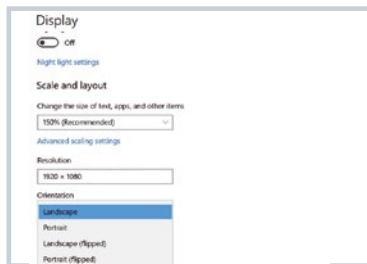 Display
Off
Night light settings
Scale and layout
Change the size of text, apps, and other items
150% (Recommended)
Advanced scaling settings
Resolution
1920 × 1080
Orientation
Landscape
Portrait
Landscape (flipped)
Portrait (flipped)